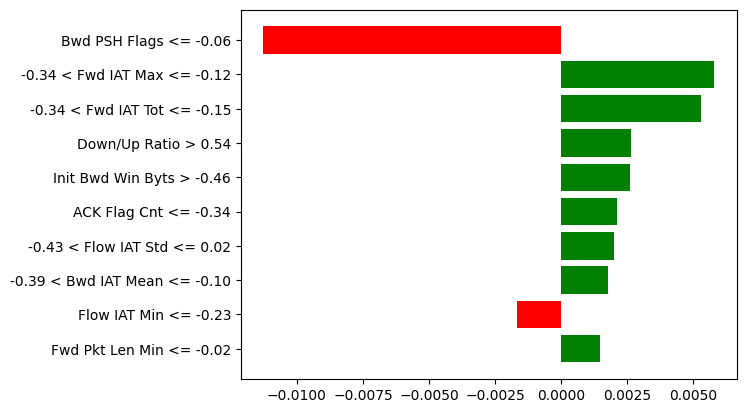 Bwd PSH Flags <= -0.06
-0.34 < Fwd IAT Max <= -0.12
-0.34 < Fwd IAT Tot <= -0.15
Down/Up Ratio > 0.54
Init Bwd Win Byts > -0.46
ACK Flag Cnt <= -0.34
-0.43 < Flow IAT Std <= 0.02
-0.39 < Bwd IAT Mean <= -0.10
Flow IAT Min <= -0.23
Fwd Pkt Len Min <= -0.02
−0.0100 −0.0075 −0.0050 −0.0025 0.0000 0.0025 0.0050